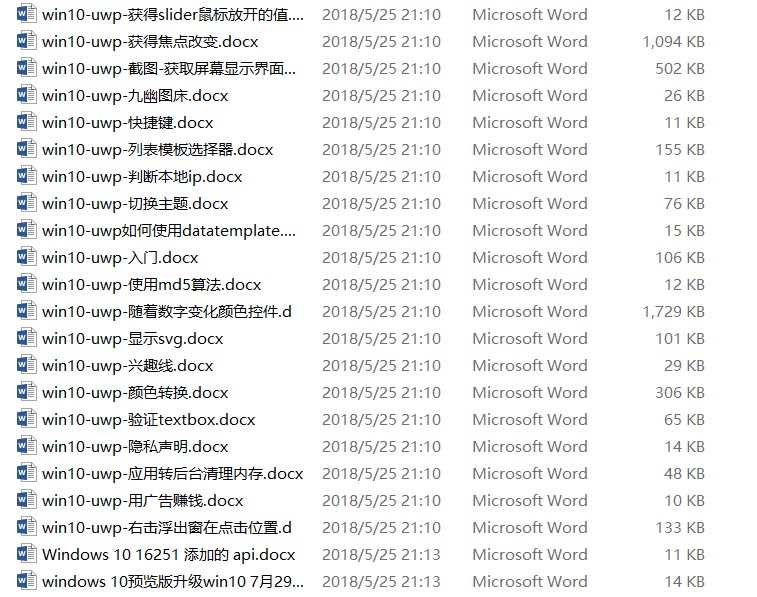 win10-uwp-获得slider鼠标放开的值.... 2018/5/25 21:10 Microsoft Word 12 KB
win10-uwp-获得焦点改变.docx 2018/5/25 21:10 Microsoft Word 1,094 KB
win10-uwp-截图-获取屏幕显示界面... 2018/5/25 21:10 Microsoft Word 502 KB
win10-uwp-九幽图床.docx 2018/5/25 21:10 Microsoft Word 26 KB
win10-uwp-快捷键.docx 2018/5/25 21:10 Microsoft Word 11 KB
win10-uwp-列表模板选择器.docx 2018/5/25 21:10 Microsoft Word 155 KB
win10-uwp-判断本地ip.docx 2018/5/25 21:10 Microsoft Word 11 KB
win10-uwp-切换主题.docx 2018/5/25 21:10 Microsoft Word 76 KB
win10-uwp如何使用datatemplate.... 2018/5/25 21:10 Microsoft Word 15 KB
win10-uwp-入门.docx 2018/5/25 21:10 Microsoft Word 106 KB
win10-uwp-使用md5算法.docx 2018/5/25 21:10 Microsoft Word 12 KB
win10-uwp-随着数字变化颜色控件.d 2018/5/25 21:10 Microsoft Word 1,729 KB
win10-uwp-显示svg.docx 2018/5/25 21:10 Microsoft Word 101 KB
win10-uwp-兴趣线.docx 2018/5/25 21:10 Microsoft Word 29 KB
win10-uwp-颜色转换.docx 2018/5/25 21:10 Microsoft Word 306 KB
win10-uwp-验证textbox.docx 2018/5/25 21:10 Microsoft Word 65 KB
win10-uwp-隐私声明.docx 2018/5/25 21:10 Microsoft Word 14 KB
win10-uwp-应用转后台清理内存.docx 2018/5/25 21:10 Microsoft Word 48 KB
win10-uwp-用广告赚钱.docx 2018/5/25 21:10 Microsoft Word 10 KB
win10-uwp-右击浮出窗在点击位置.d 2018/5/25 21:10 Microsoft Word 133 KB
Windows 10 16251 添加的 api.docx 2018/5/25 21:13 Microsoft Word 11 KB
windows 10预览版升级win10 7月29... 2018/5/25 21:13 Microsoft Word 14 KB